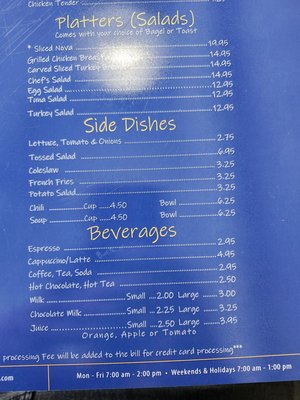 Chicken Tender
Platters (Salads)
Comes with your choice of Bagel or Toast
* Sliced Nova 19.95
Grilled Chicken Breast 14.95
Carved Sliced Turkey Breast 14.95
Chef's Salad 14.95
Egg Salad 12.95
Tuna Salad 12.95
Turkey Salad 12.95
Side Dishes
Lettuce, Tomato & Onions 2.75
Tossed Salad 6.95
Coleslaw 3.25
French Fries 3.25
Potato Salad 3.25
Chili Cup 4.50 Bowl 6.25
Soup Cup 4.50 Bowl 6.25
Beverages
Espresso 2.95
Cappuccino/Latte 4.95
Coffee, Tea, Soda 2.95
Hot Chocolate, Hot Tea 2.50
Milk Small 2.00 Large 3.00
Chocolate Milk Small 2.25 Large 3.25
Juice Small 2.50 Large 3.95
Orange, Apple or Tomato
processing Fee will be added to the bill for credit card processing***
.com Mon - Fri 7:00 am - 2:00 pm • Weekends & Holidays 7:00 am - 1:00 pm